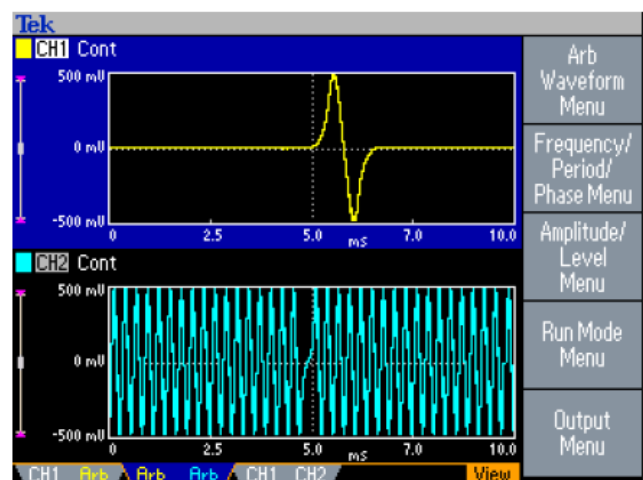 Tek
CH1 Cont
500 mV
0 mV
-500 mV
0 2.5 5.0 ms 7.0 10.0
CH2 Cont
500 mV
0 mV
-500 mV
0 2.5 5.0 ms 7.0 10.0
CH1 Arb Arb Arb CH1 CH2 View
Arb
Waveform
Menu
Frequency/
Period/
Phase Menu
Amplitude/
Level
Menu
Run Mode
Menu
Output
Menu